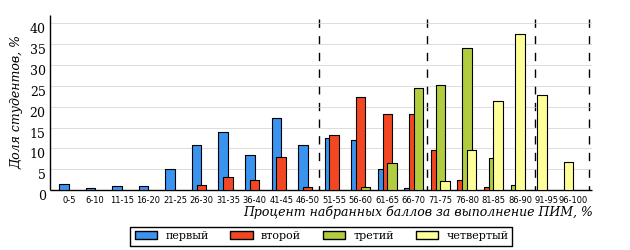 Доля студентов, %
40
35
30
25
20
15
10
5
0
0-5 6-10 11-15 16-20 21-25 26-30 31-35 36-40 41-45 46-50 51-55 56-60 61-65 66-70 71-75 76-80 81-85 86-90 91-95 96-100
Процент набранных баллов за выполнение ПИМ, %
первый второй третий четвертый